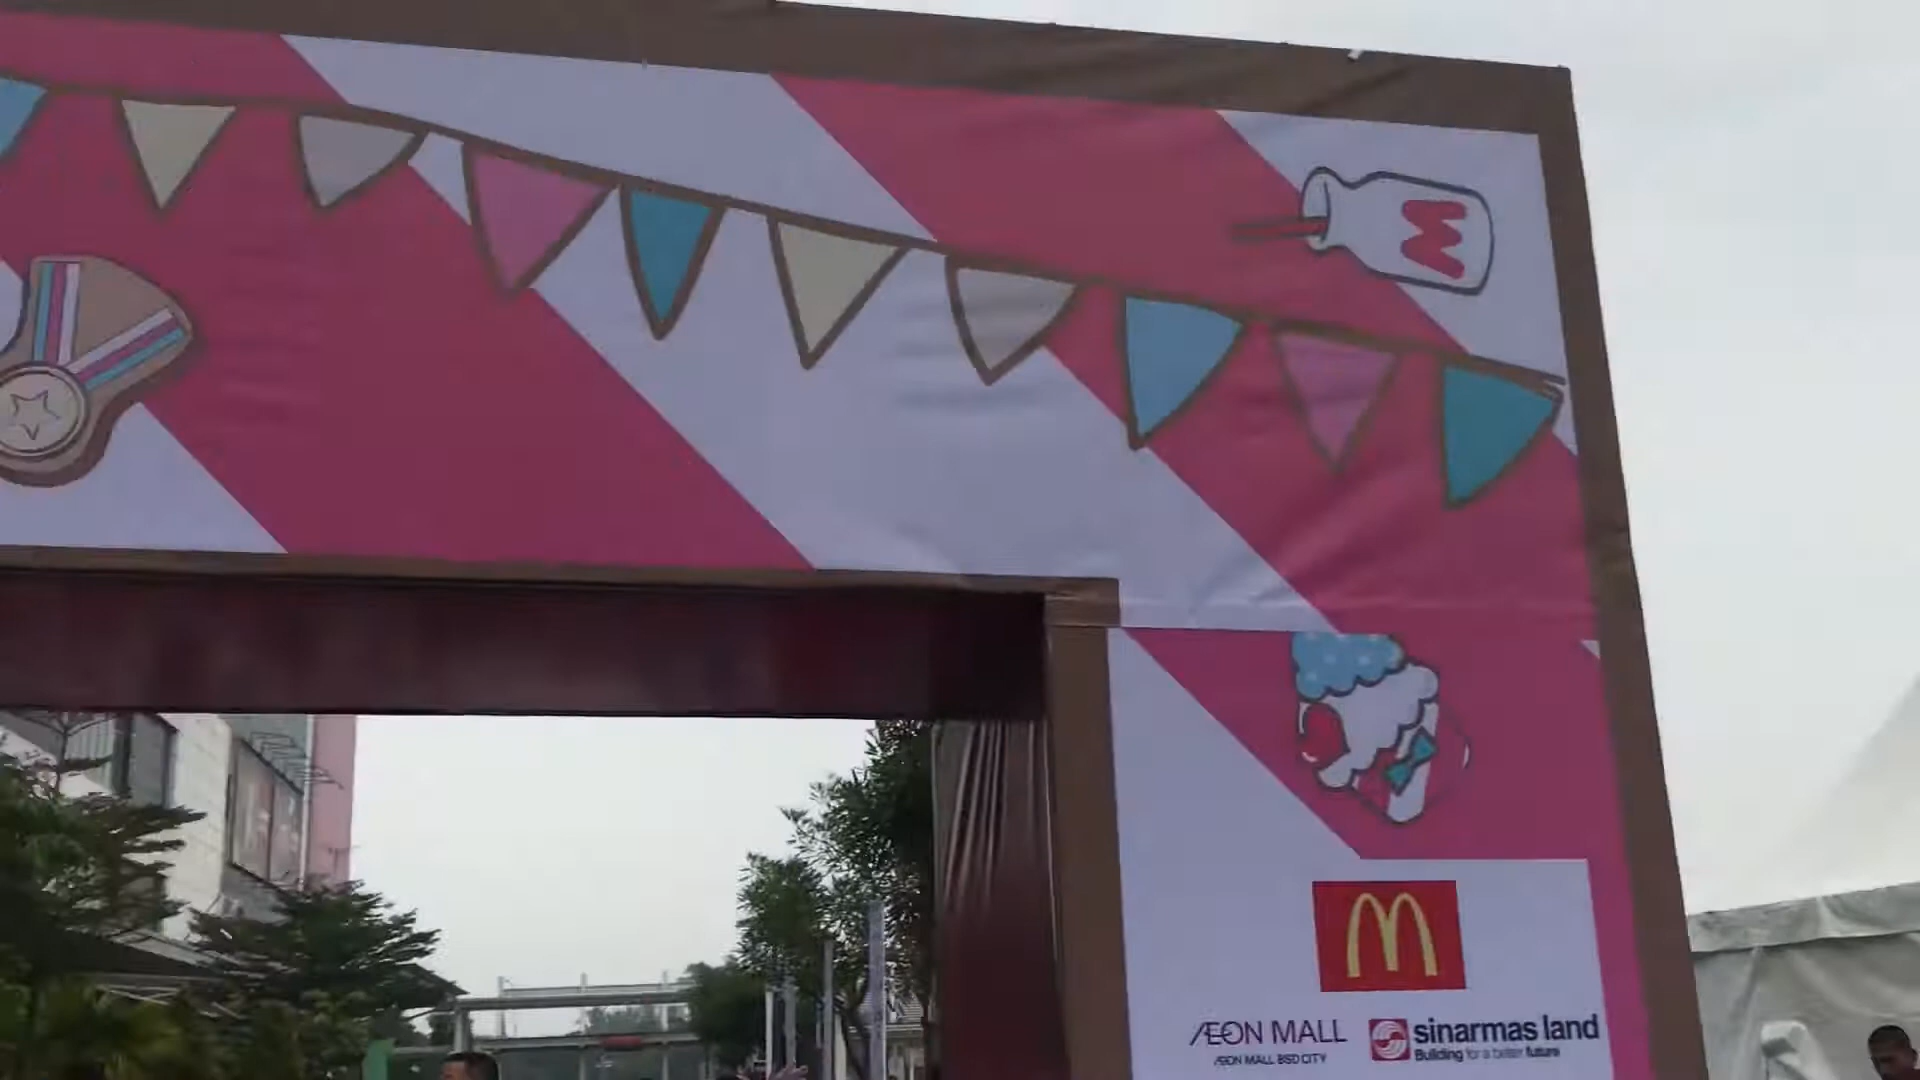 ÆON MALL
ÆON MALL BSD CITY
sinarmas land
Building for a better future